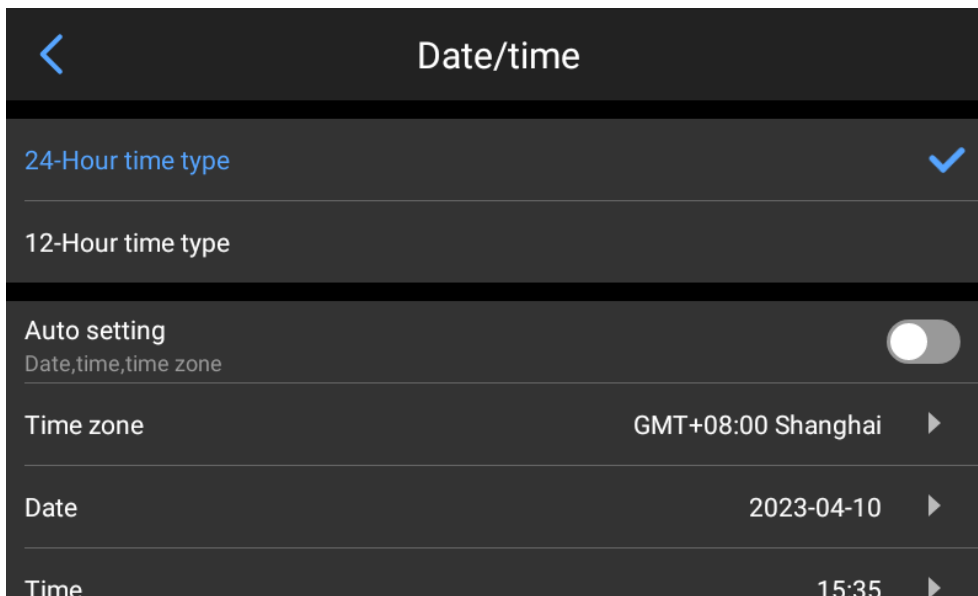 Date/time
24-Hour time type
12-Hour time type
Auto setting
Date,time,time zone
Time zone GMT+08:00 Shanghai
Date 2023-04-10
Time 15:35